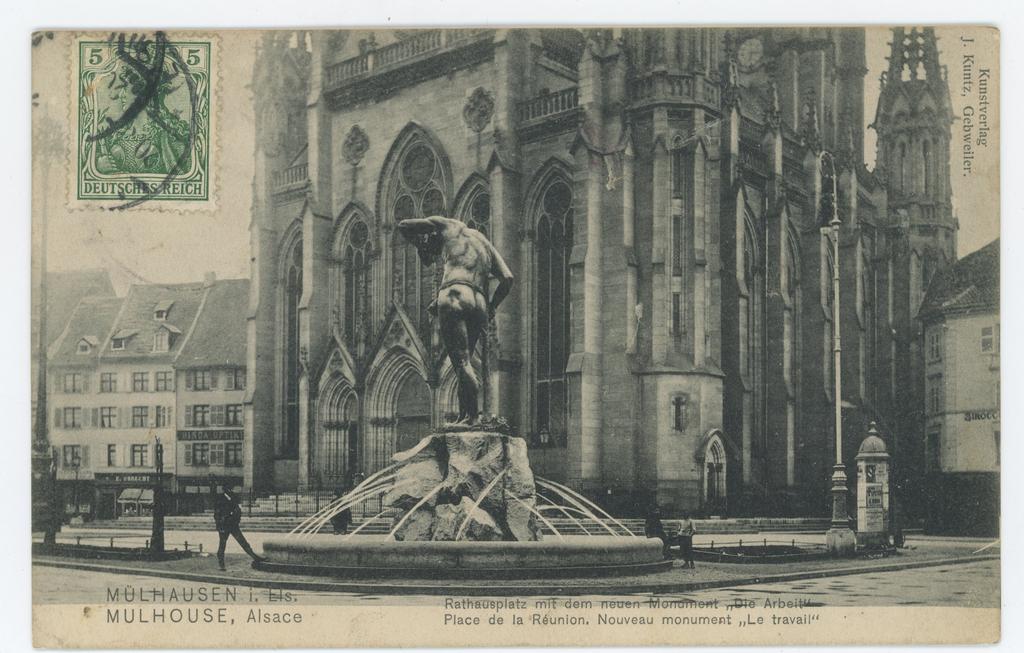 5 5
DEUTSCHES REICH
Kunstverlag
J. Kuntz, Gebweiler.
MÜLHAUSEN i. Els.
MULHOUSE, Alsace
Rathausplatz mit dem neuen Monument „Die Arbeit“
Place de la Réunion. Nouveau monument „Le travail“